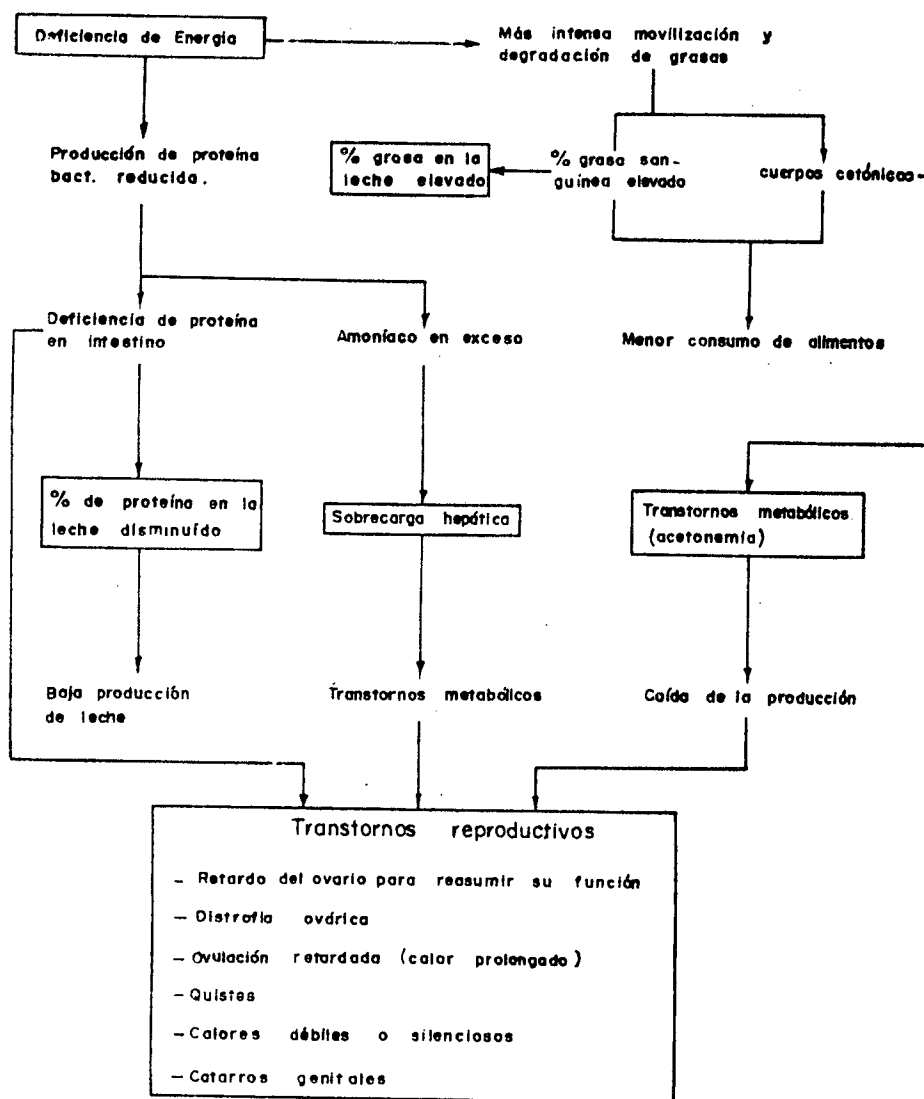 Deficiencia de Energía
Más intensa movilización y
degradación de grasas
Producción de proteína
bact. reducida.
% grasa en la
leche elevado
% grasa san-
guínea elevado
cuerpos cetónicos-
Deficiencia de proteína
en intestino
Amoníaco en exceso
Menor consumo de alimentos
% de proteína en la
leche disminuído
Sobrecarga hepática
Transtornos metabólicos
(acetonemia)
Baja producción
de leche
Transtornos metabólicos
Caída de la producción
Transtornos reproductivos
- Retardo del ovario para reasumir su función
- Distrofia ovárica
- Ovulación retardada (calor prolongado)
- Quistes
- Calores débiles o silenciosos
- Catarros genitales